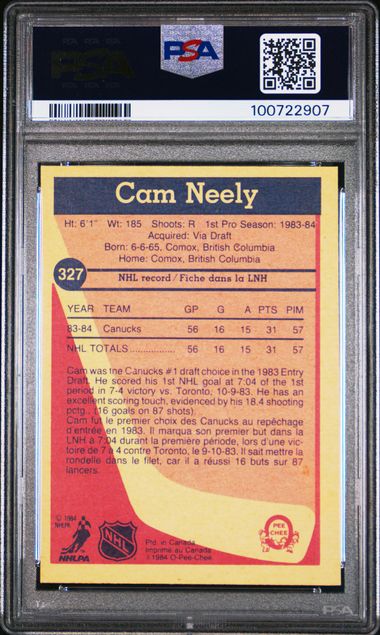 PSA
PSA
100722907
Cam Neely
Ht: 6'1" Wt: 185 Shoots: R 1st Pro Season: 1983-84
Acquired: Via Draft
Born: 6-6-65, Comox, British Columbia
Home: Comox, British Columbia
327
NHL record / Fiche dans la LNH
YEAR TEAM GP G A PTS PIM
83-84 Canucks 56 16 15 31 57
NHL TOTALS ................ 56 16 15 31 57
Cam was the Canucks #1 draft choice in the 1983 Entry
Draft. He scored his 1st NHL goal at 7:04 of the 1st
period in 7-4 victory vs. Toronto, 10-9-83. He has an
excellent scoring touch, evidenced by his 18.4 shooting
pctg.. (16 goals on 87 shots).
Cam fut le premier choix des Canucks au repêchage
d'entrée en 1983. Il marqua son premier but dans la
LNH à 7:04 durant la première période, lors d'une vic-
toire de 7 à 4 contre Toronto, le 9-10-83. Il sait mettre la
rondelle dans le filet, car il a réussi 16 buts sur 87
lancers.
© 1984
NHLPA
NHLPA
NHL
Ptd. in Canada
Imprimé au Canada
© 1984 O-Pee-Chee
O
PEE
CHEE
PSA